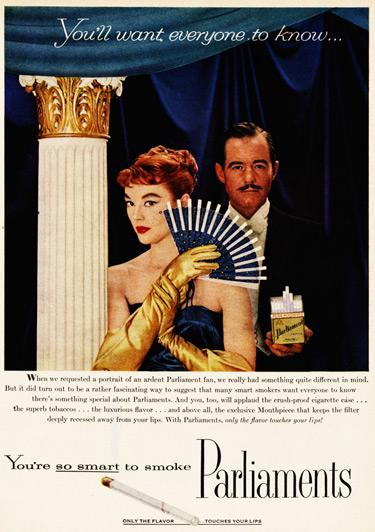 You'll want everyone to know...
Parliament
When we requested a portrait of an ardent Parliament fan, we really had something quite different in mind.
But it did turn out to be a rather fascinating way to suggest that many smart smokers want everyone to know
there's something special about Parliaments. And you, too, will applaud the crush-proof cigarette case . . .
the superb tobaccos . . . the luxurious flavor . . . and above all, the exclusive Mouthpiece that keeps the filter
deeply recessed away from your lips. With Parliaments, only the flavor touches your lips!
You're so smart to smoke Parliaments
ONLY THE FLAVOR ...TOUCHES YOUR LIPS